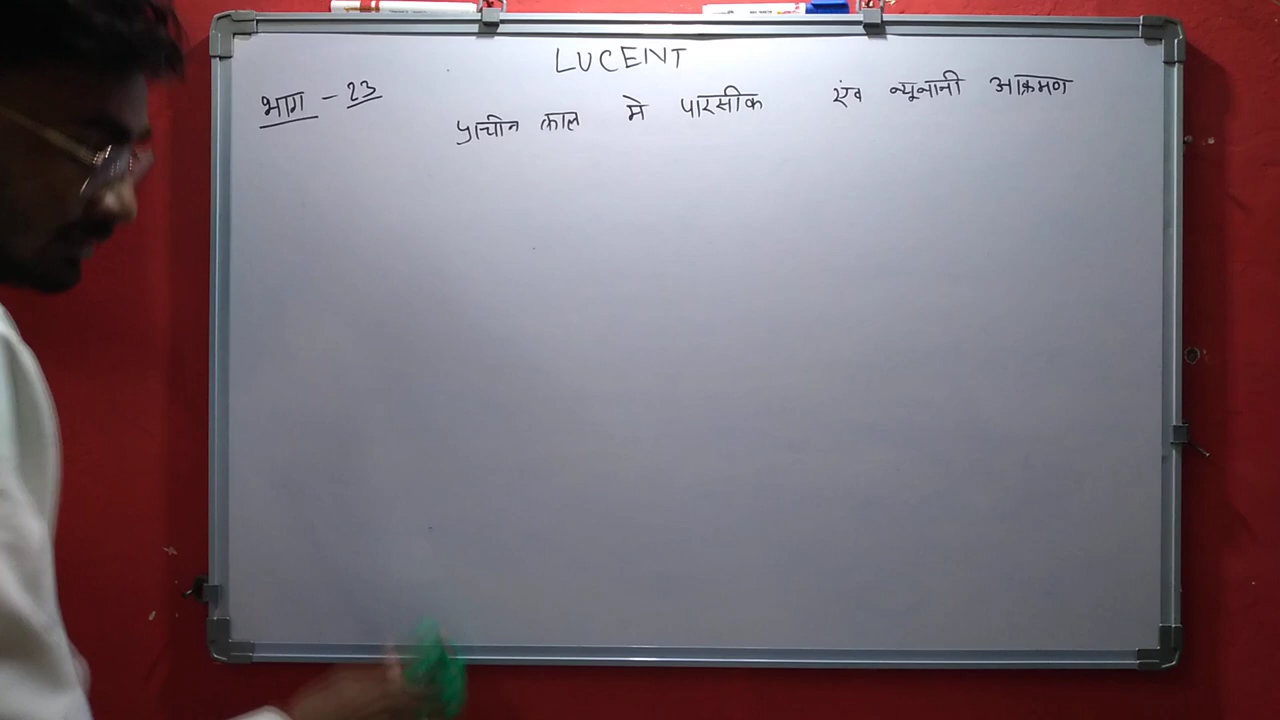 LUCENT
भाग - 23
प्राचीन काल मे पारसीक एंव न्यूनानी आक्रमण